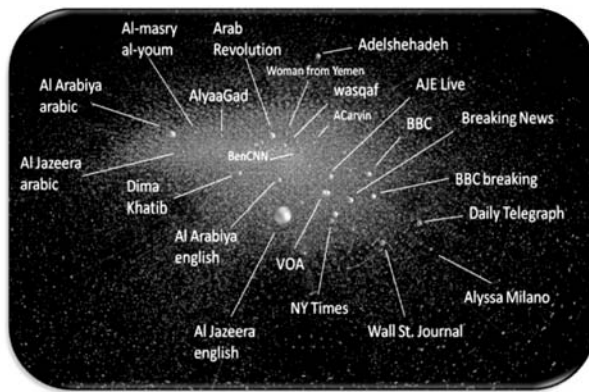 Al-masry
al-youm
Arab
Revolution
Adelshehadeh
Woman from Yemen
Al Arabiya
arabic
AlyaaGad
wasqaf
AJE Live
ACarvin
BBC
Breaking News
BenCNN
Al Jazeera
arabic
Dima
Khatib
BBC breaking
Al Arabiya
english
Daily Telegraph
VOA
NY Times
Alyssa Milano
Al Jazeera
english
Wall St. Journal